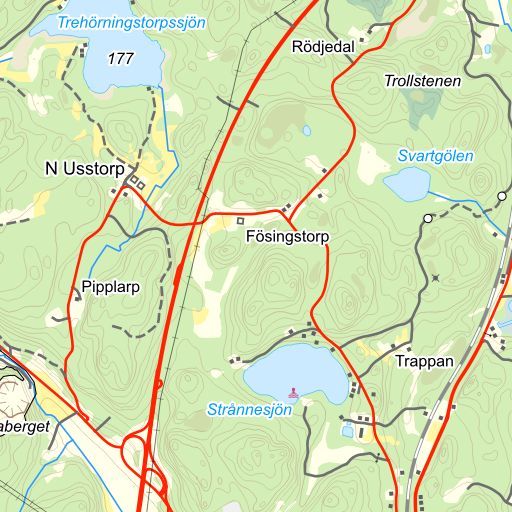 Trehörningstorpssjön
177
Rödjedal
Trollstenen
Svartgölen
N Usstorp
Fösingstorp
Pipplarp
Trappan
Strånnesjön
aberget